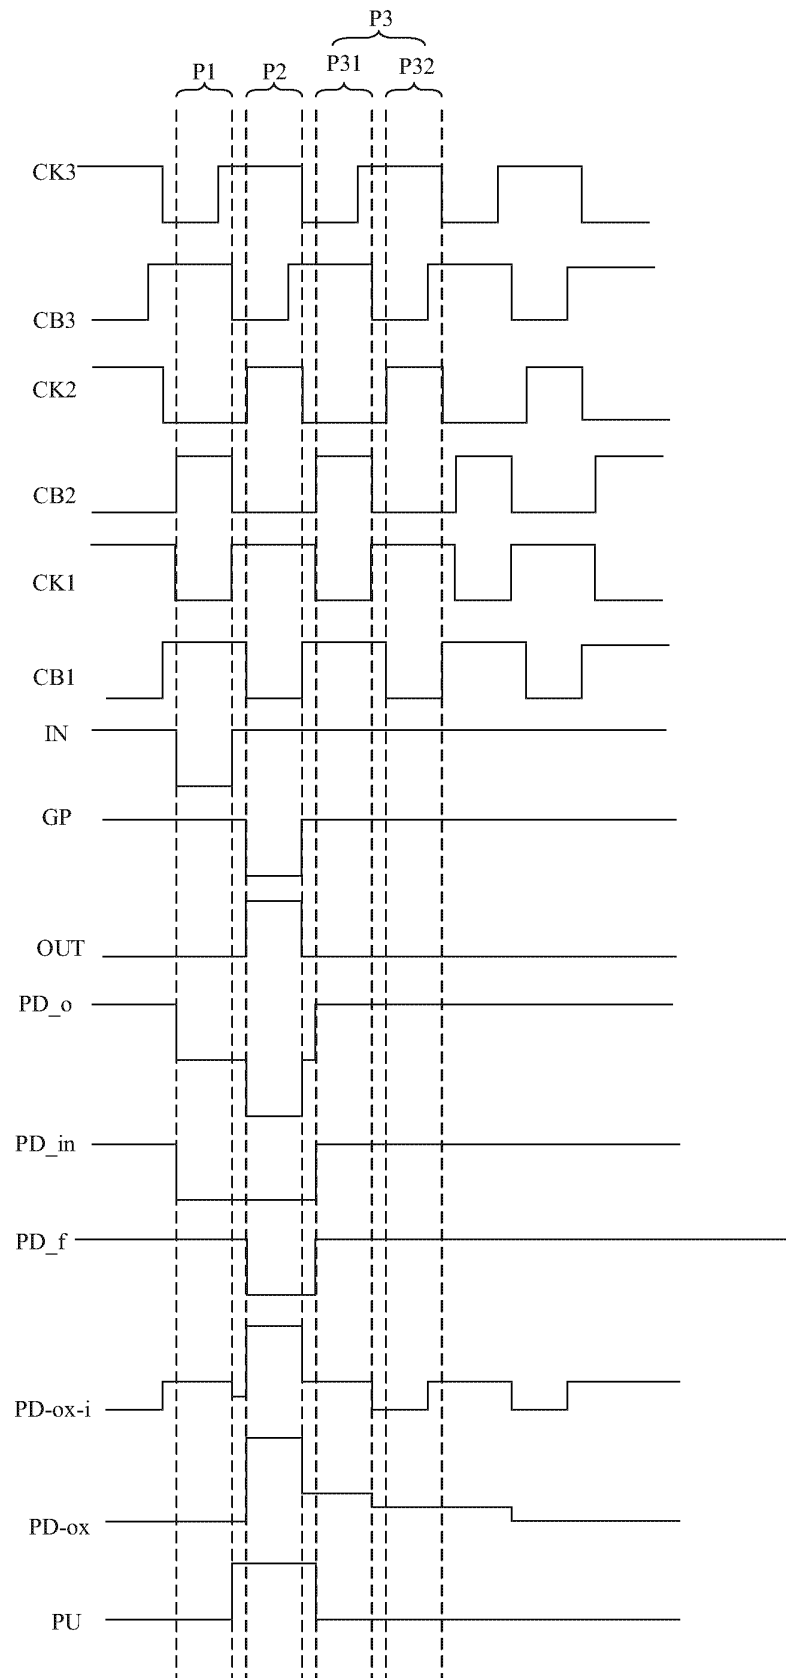 P3
P1 P2 P31 P32
CK3
CB3
CK2
CB2
CK1
CB1
IN
GP
OUT
PD_o
PD_in
PD_f
PD-ox-i
PD-ox
PU